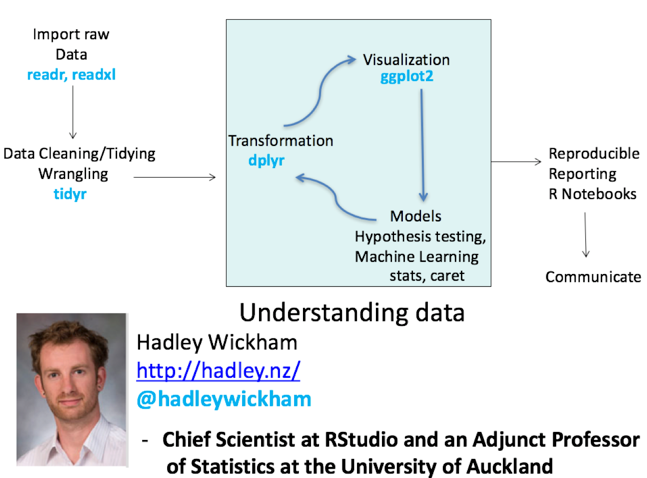 Import raw
Data
readr, readxl
Data Cleaning/Tidying
Wrangling
tidyr
Transformation
dplyr
Visualization
ggplot2
Models
Hypothesis testing,
Machine Learning
stats, caret
Reproducible
Reporting
R Notebooks
Communicate
Understanding data
Hadley Wickham
http://hadley.nz/
@hadleywickham
- Chief Scientist at RStudio and an Adjunct Professor
of Statistics at the University of Auckland